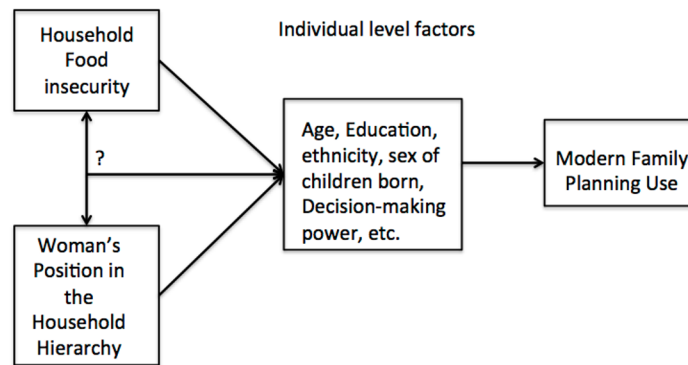 Household
Food
insecurity
Individual level factors
?
Age, Education,
ethnicity, sex of
children born,
Decision-making
power, etc.
Modern Family
Planning Use
Woman's
Position in
the
Household
Hierarchy